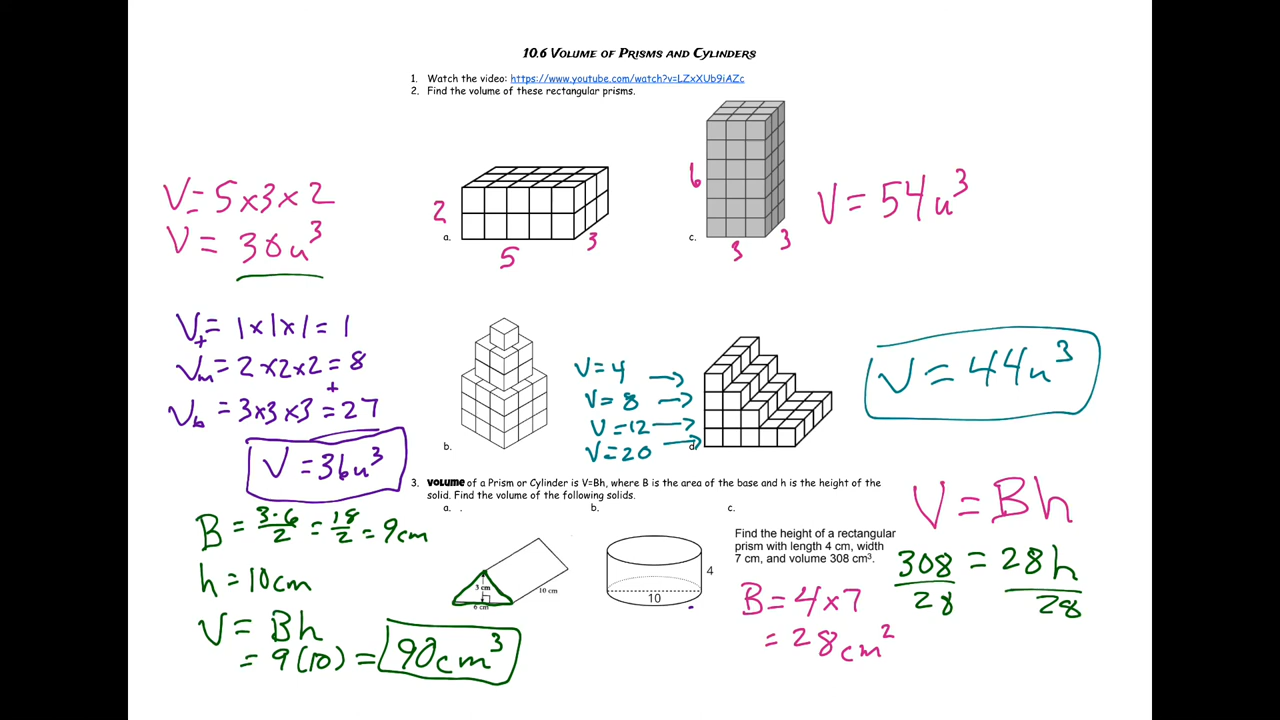 10.6 Volume of Prisms and Cylinders
1. Watch the video: https://www.youtube.com/watch?v=LZxXUb9iAZc
2. Find the volume of these rectangular prisms.
V = 5 x 3 x 2
V = 30u³
2
a.
5
3
6
c.
3
3
V = 54u³
Vt = 1 x 1 x 1 = 1
+
Vm = 2 x 2 x 2 = 8
+
Vb = 3 x 3 x 3 = 27
V = 36u³
b.
V = 4
V = 8
V = 12
V = 20
d.
V = 44u³
3. Volume of a Prism or Cylinder is V=Bh, where B is the area of the base and h is the height of the
solid. Find the volume of the following solids.
a. .
b.
c.
B = 3·6/2 = 18/2 = 9cm
h = 10cm
V = Bh
= 9(10) = 90cm³
3 cm
6 cm
10 cm
4
10
Find the height of a rectangular
prism with length 4 cm, width
7 cm, and volume 308 cm³.
B = 4 x 7
= 28cm²
V = Bh
308 = 28h
28 28